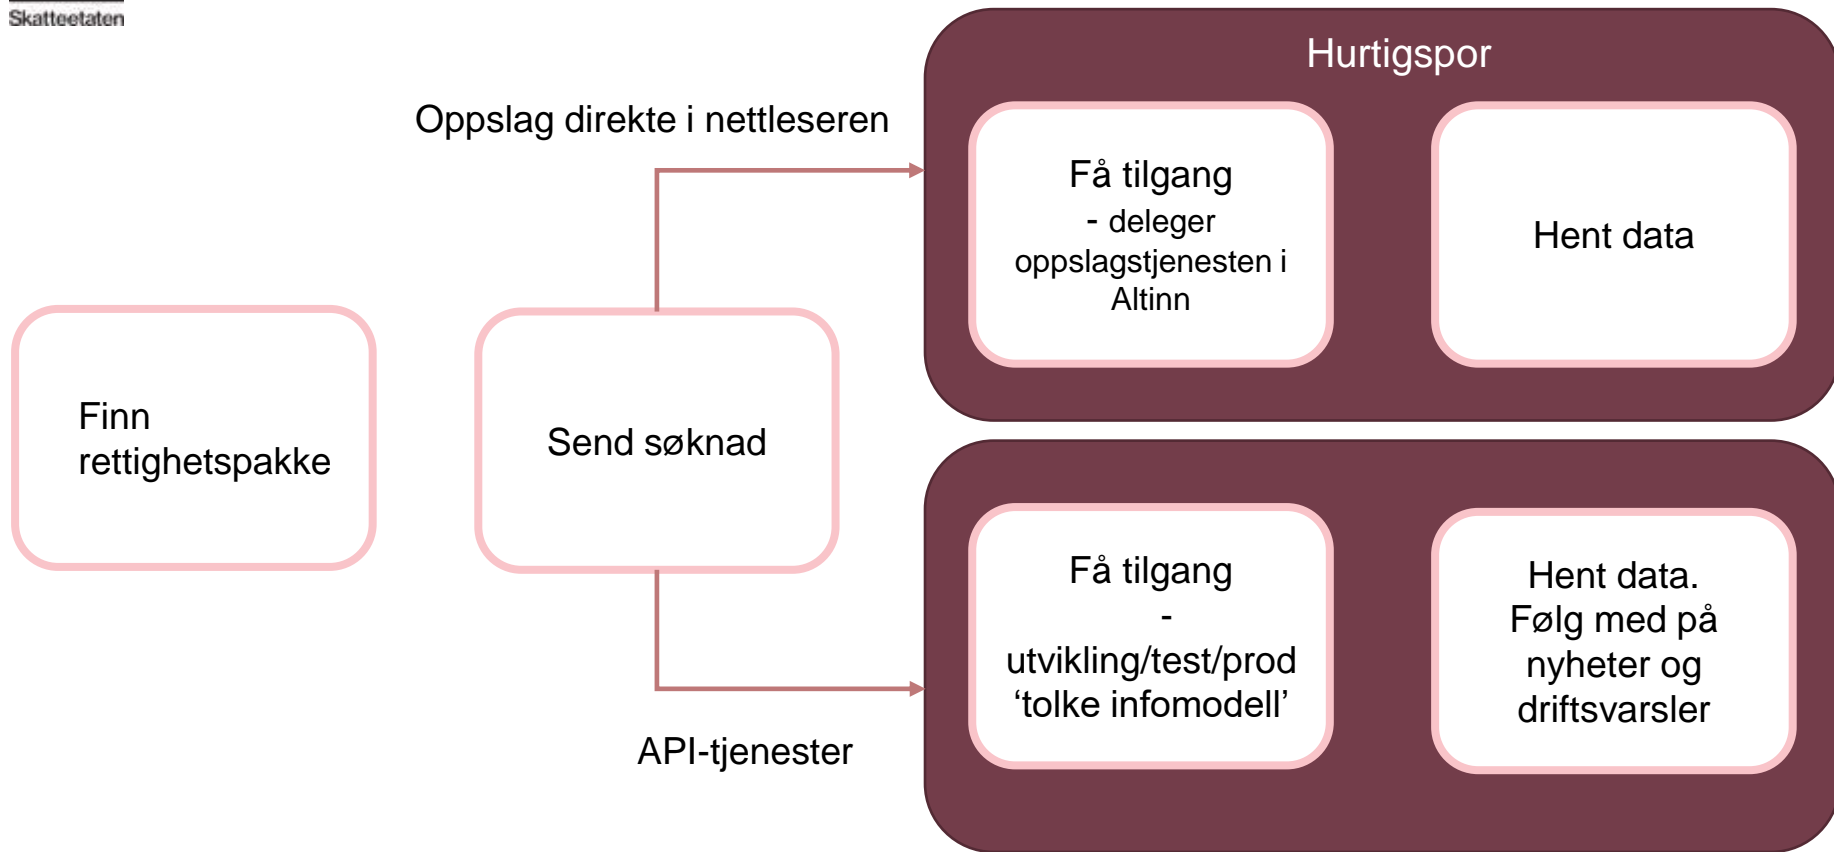 Skatteetaten
Hurtigspor
Oppslag direkte i nettleseren
Få tilgang
- deleger
oppslagstjenesten i
Altinn
Hent data
Finn
rettighetspakke
Send søknad
Få tilgang
-
utvikling/test/prod
‘tolke infomodell’
Hent data.
Følg med på
nyheter og
driftsvarsler
API-tjenester